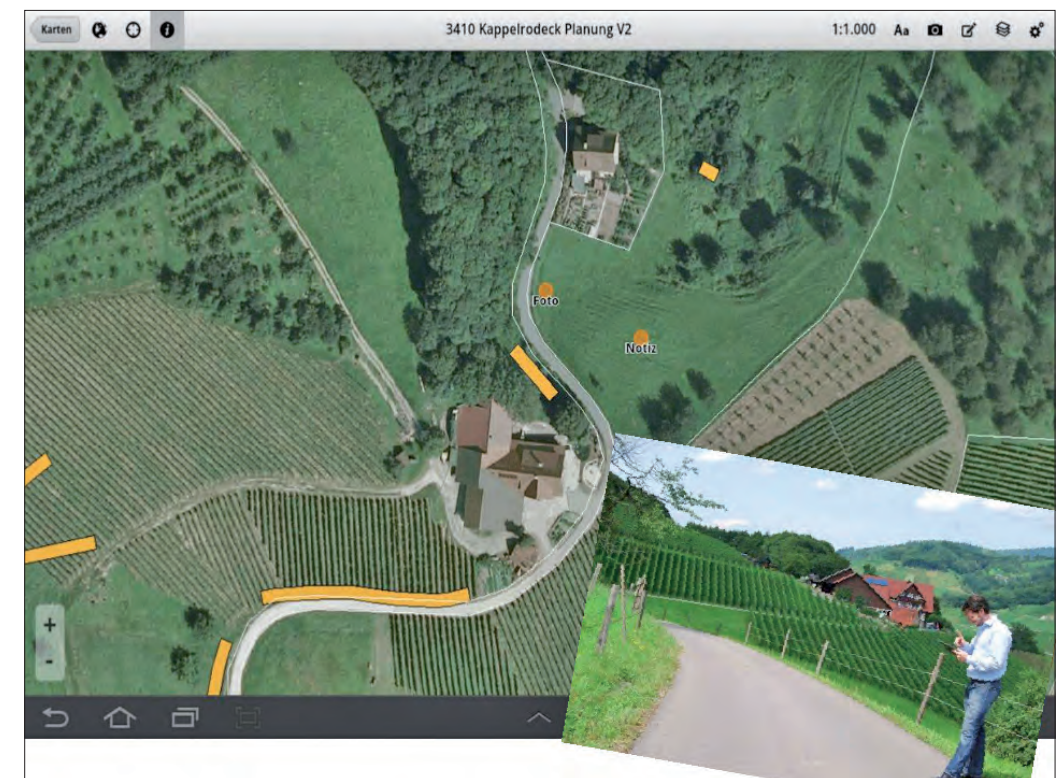 Karten
3410 Kappelrodeck Planung V2
1:1.000
Aa
Foto
Notiz
+
-